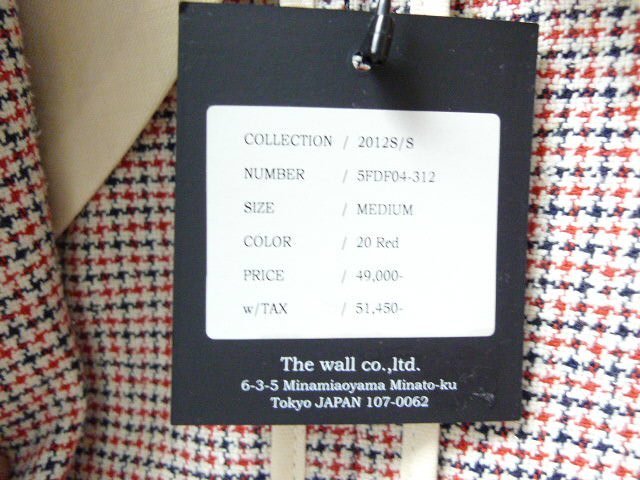 COLLECTION / 2012S/S
NUMBER / 5FDF04-312
SIZE / MEDIUM
COLOR / 20 Red
PRICE / 49,000-
w/TAX / 51,450-
The wall co.,ltd.
6-3-5 Minamiaoyama Minato-ku
Tokyo JAPAN 107-0062